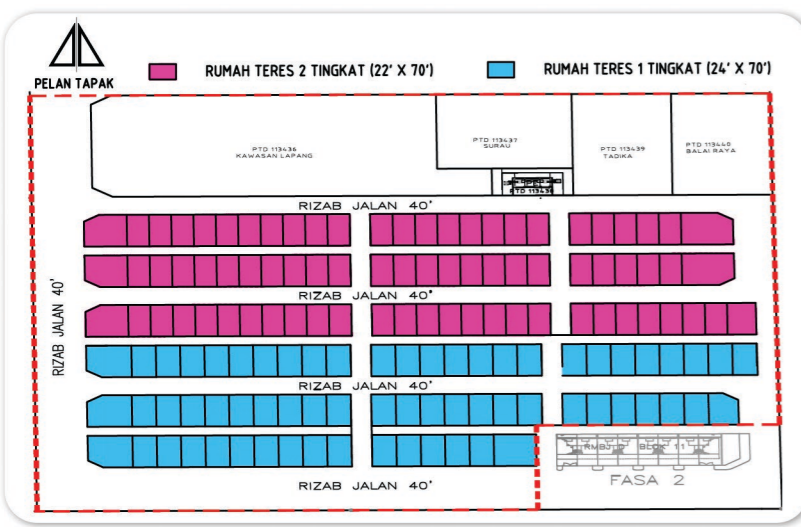 PELAN TAPAK
RUMAH TERES 2 TINGKAT (22' X 70')
RUMAH TERES 1 TINGKAT (24' X 70')
PTD 113436
KAWASAN LAPANG
PTD 113437
SURAU
PTD 113439
TADIKA
PTD 113440
BALAI RAYA
PTD 113438
RIZAB JALAN 40'
RIZAB JALAN 40'
RIZAB JALAN 40'
RIZAB JALAN 40'
RIZAB JALAN 40'
FASA 2